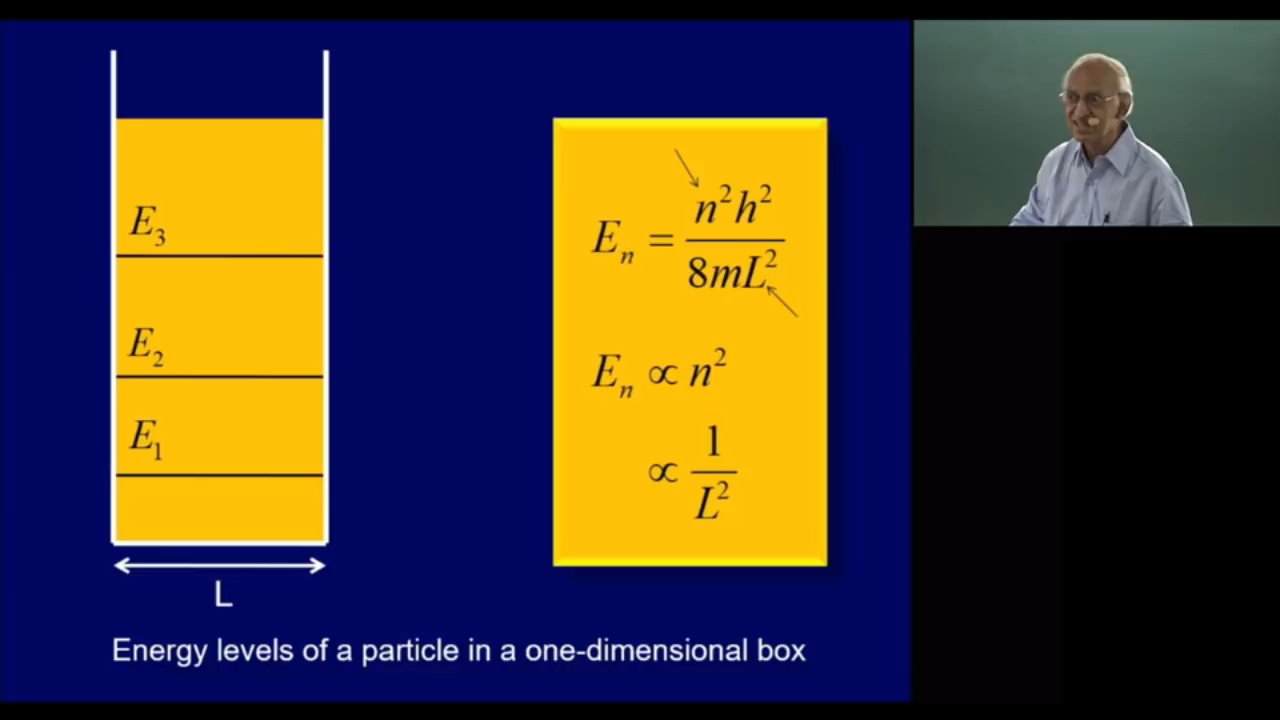 E₃
E₂
E₁
L
Eₙ = n²h² / 8mL²
Eₙ ∝ n²
∝ 1 / L²
Energy levels of a particle in a one-dimensional box